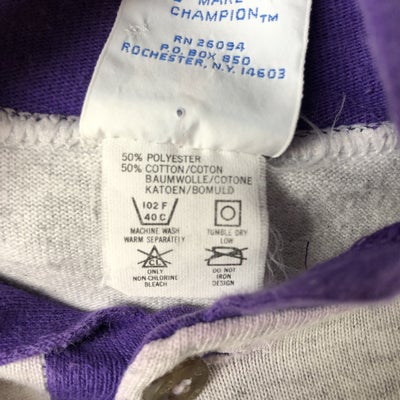 MAKE
CHAMPION™
RN 26094
P.O. BOX 850
ROCHESTER, N.Y. 14603
50% POLYESTER
50% COTTON/COTON
BAUMWOLLE/COTONE
KATOEN/BOMULD
102 F
40 C
MACHINE WASH
WARM SEPARATELY
TUMBLE DRY
LOW
CL
ONLY
NON-CHLORINE
BLEACH
DO NOT
IRON
DESIGN